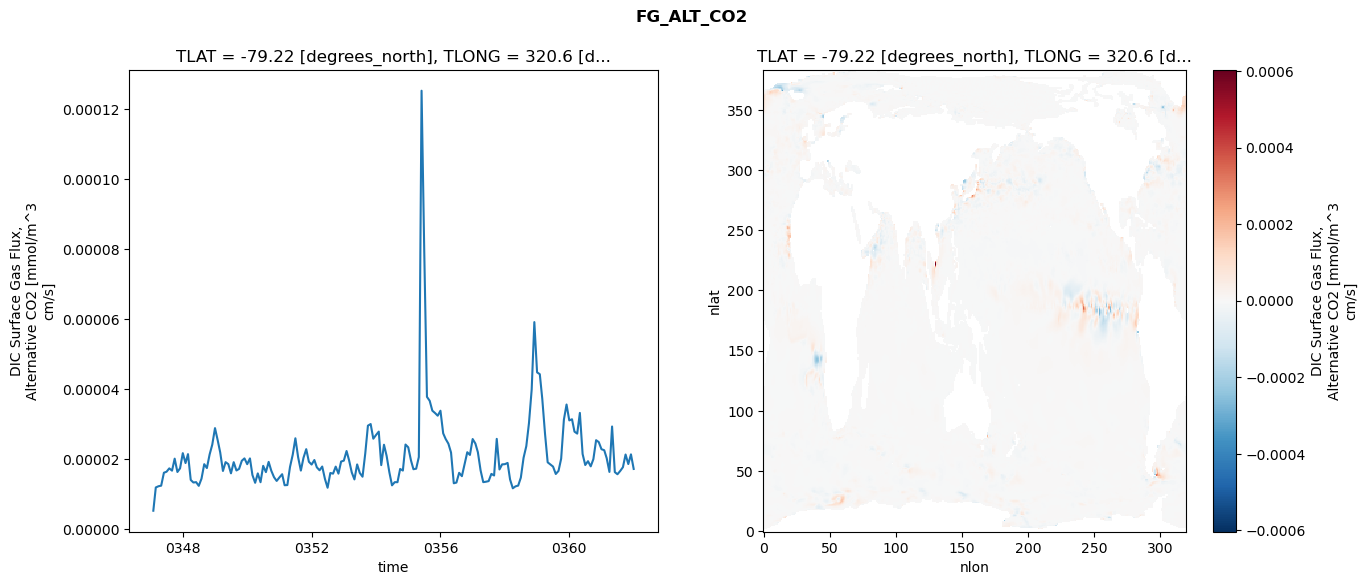 FG_ALT_CO2
TLAT = -79.22 [degrees_north], TLONG = 320.6 [d...
DIC Surface Gas Flux,
Alternative CO2 [mmol/m^3
cm/s]
0.00012
0.00010
0.00008
0.00006
0.00004
0.00002
0.00000
0348
0352
0356
0360
time
TLAT = -79.22 [degrees_north], TLONG = 320.6 [d...
nlat
350
300
250
200
150
100
50
0
0
50
100
150
200
250
300
nlon
0.0006
0.0004
0.0002
0.0000
−0.0002
−0.0004
−0.0006
DIC Surface Gas Flux,
Alternative CO2 [mmol/m^3
cm/s]